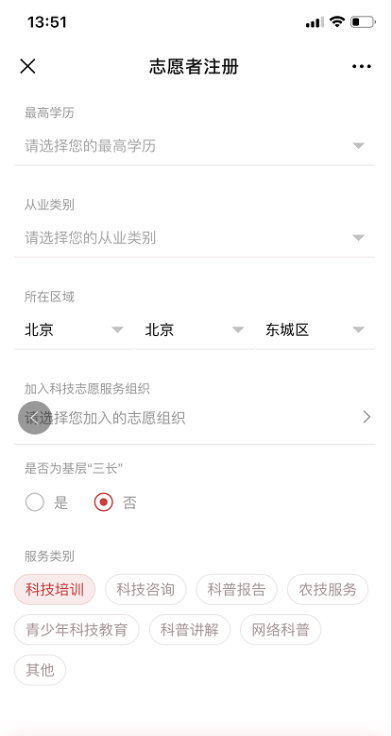 13:51
志愿者注册
最高学历
请选择您的最高学历
从业类别
请选择您的从业类别
所在区域
北京 北京 东城区
加入科技志愿服务组织
请选择您加入的志愿组织
是否为基层“三长”
是 否
服务类别
科技培训 科技咨询 科普报告 农技服务
青少年科技教育 科普讲解 网络科普
其他